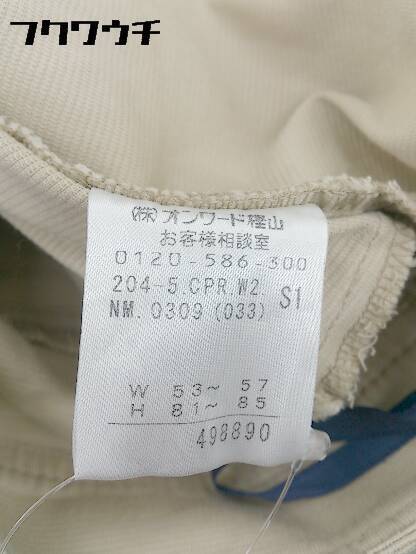 フクワウチ
(株)オンワード樫山
お客様相談室
0120-586-300
204-5.CPR.W2 S1
NM.0309(033)
W 53~57
H 81~85
498890